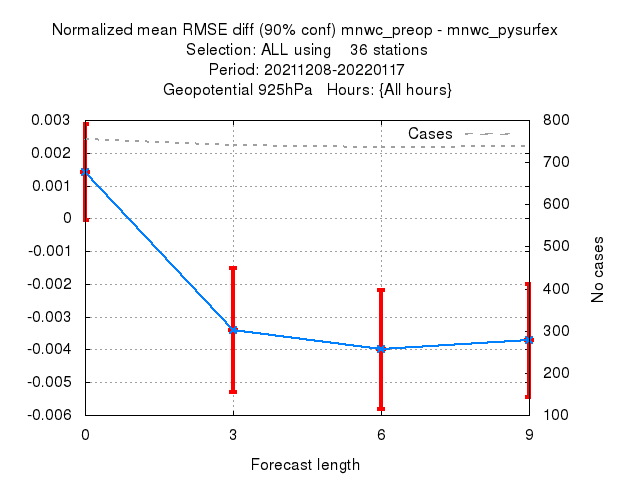 Normalized mean RMSE diff (90% conf) mnwc_preop - mnwc_pysurfex
Selection: ALL using    36 stations
Period: 20211208-20220117
Geopotential 925hPa   Hours: {All hours}
Cases
0.003
0.002
0.001
0
-0.001
-0.002
-0.003
-0.004
-0.005
-0.006
800
700
600
500
400
300
200
100
No cases
0 3 6 9
Forecast length